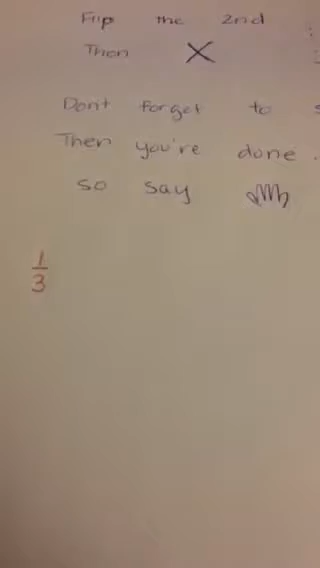 Flip the 2nd
Then X
Don't forget to
Then you're done.
so say
1/3